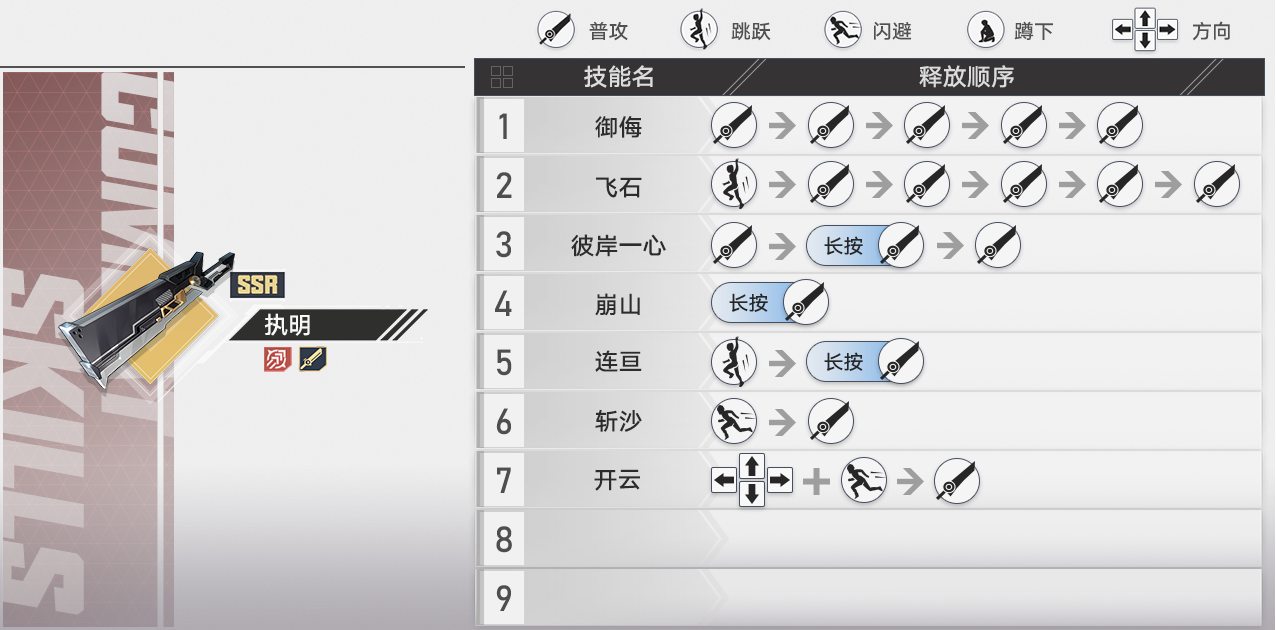 普攻 跳跃 闪避 蹲下 方向
技能名 释放顺序
COMMI
SKILLS
SSR
执明
1 御侮
2 飞石
3 彼岸一心 长按
4 崩山 长按
5 连亘 长按
6 斩沙
7 开云
8
9